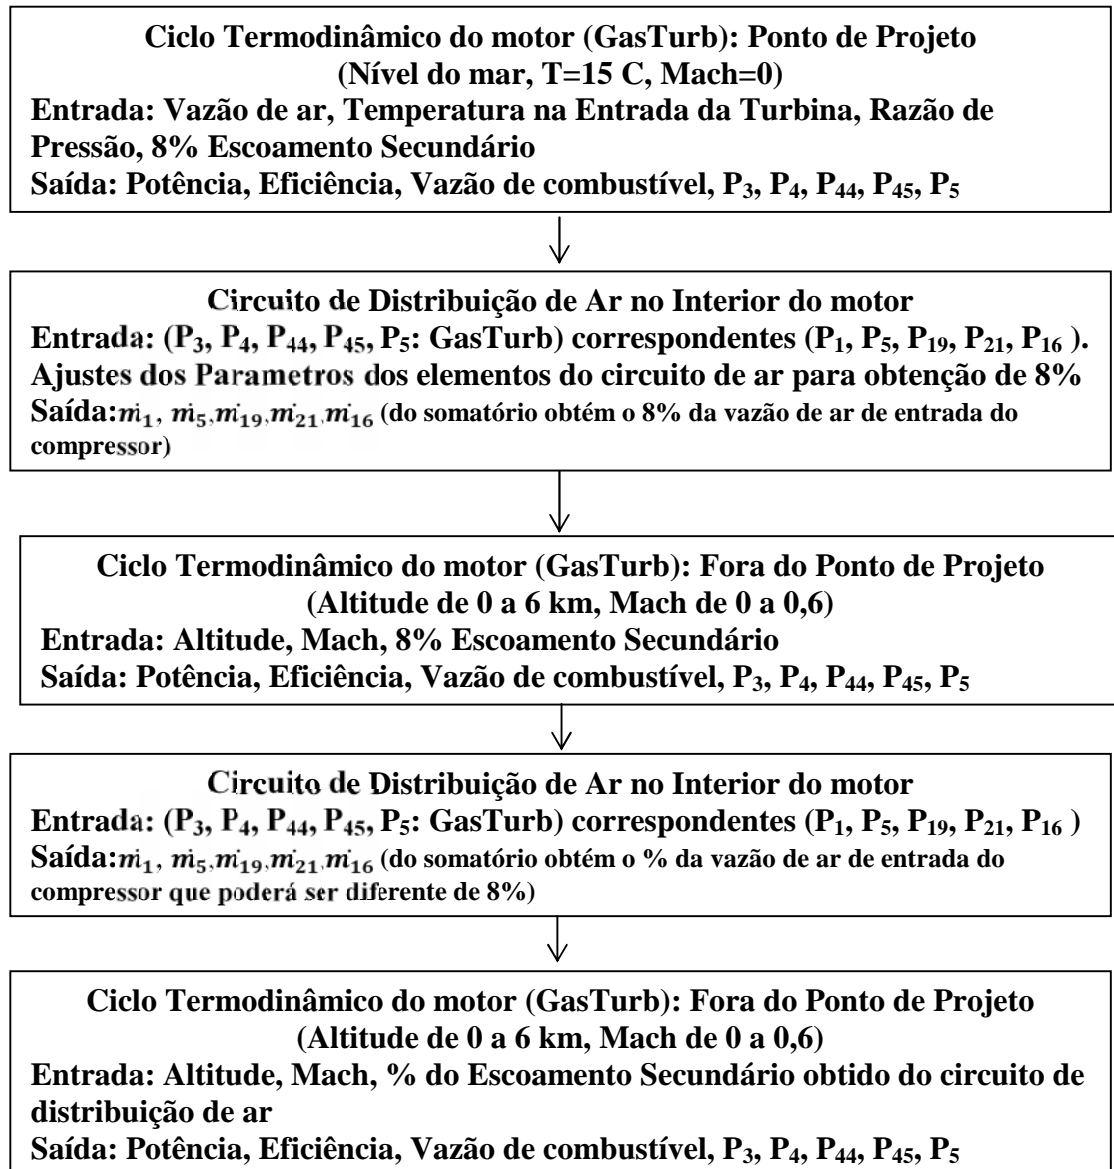 Ciclo Termodinâmico do motor (GasTurb): Ponto de Projeto
(Nível do mar, T=15 C, Mach=0)
Entrada: Vazão de ar, Temperatura na Entrada da Turbina, Razão de
Pressão, 8% Escoamento Secundário
Saída: Potência, Eficiência, Vazão de combustível, P₃, P₄, P₄₄, P₄₅, P₅
Circuito de Distribuição de Ar no Interior do motor
Entrada: (P₃, P₄, P₄₄, P₄₅, P₅: GasTurb) correspondentes (P₁, P₅, P₁₉, P₂₁, P₁₆ ).
Ajustes dos Parametros dos elementos do circuito de ar para obtenção de 8%
Saída:ṁ₁, ṁ₅,ṁ₁₉,ṁ₂₁,ṁ₁₆ (do somatório obtém o 8% da vazão de ar de entrada do
compressor)
Ciclo Termodinâmico do motor (GasTurb): Fora do Ponto de Projeto
(Altitude de 0 a 6 km, Mach de 0 a 0,6)
Entrada: Altitude, Mach, 8% Escoamento Secundário
Saída: Potência, Eficiência, Vazão de combustível, P₃, P₄, P₄₄, P₄₅, P₅
Circuito de Distribuição de Ar no Interior do motor
Entrada: (P₃, P₄, P₄₄, P₄₅, P₅: GasTurb) correspondentes (P₁, P₅, P₁₉, P₂₁, P₁₆ )
Saída:ṁ₁, ṁ₅,ṁ₁₉,ṁ₂₁,ṁ₁₆ (do somatório obtém o % da vazão de ar de entrada do
compressor que poderá ser diferente de 8%)
Ciclo Termodinâmico do motor (GasTurb): Fora do Ponto de Projeto
(Altitude de 0 a 6 km, Mach de 0 a 0,6)
Entrada: Altitude, Mach, % do Escoamento Secundário obtido do circuito de
distribuição de ar
Saída: Potência, Eficiência, Vazão de combustível, P₃, P₄, P₄₄, P₄₅, P₅